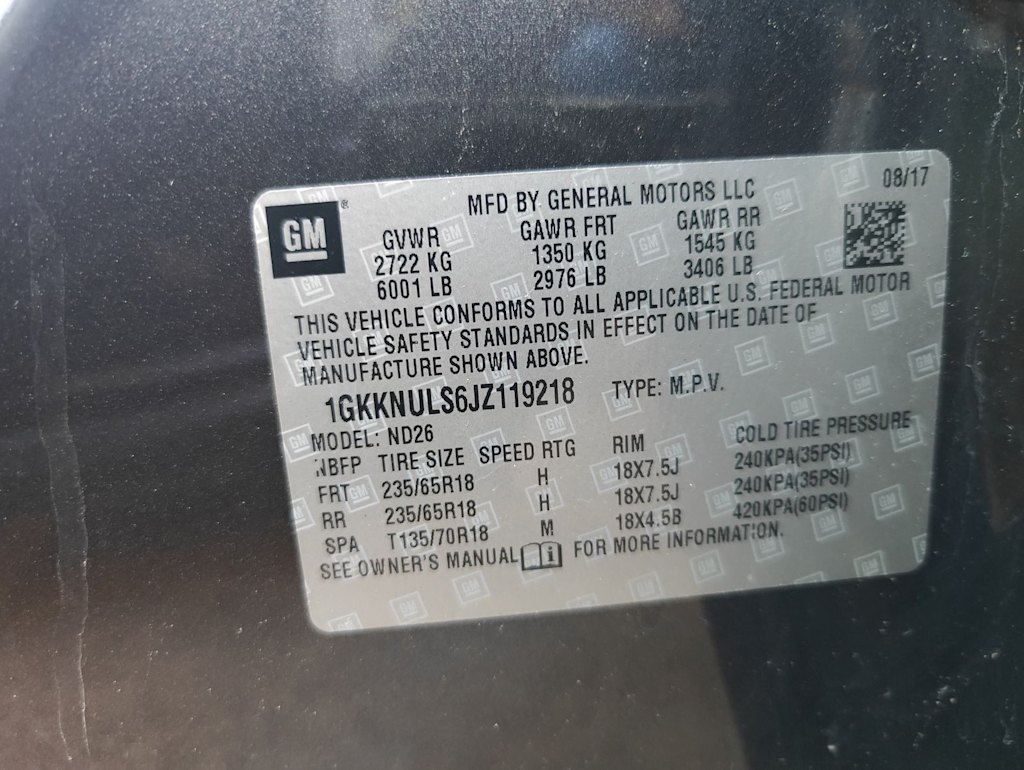 GM®
MFD BY GENERAL MOTORS LLC 08/17
GVWR GAWR FRT GAWR RR
2722 KG 1350 KG 1545 KG
6001 LB 2976 LB 3406 LB
THIS VEHICLE CONFORMS TO ALL APPLICABLE U.S. FEDERAL MOTOR
VEHICLE SAFETY STANDARDS IN EFFECT ON THE DATE OF
MANUFACTURE SHOWN ABOVE.
1GKKNULS6JZ119218 TYPE: M.P.V.
MODEL: ND26
TIRE SIZE SPEED RTG RIM COLD TIRE PRESSURE
FRT 235/65R18 H 18X7.5J 240KPA(35PSI)
RR 235/65R18 H 18X7.5J 240KPA(35PSI)
SPA T135/70R18 M 18X4.5B 420KPA(60PSI)
SEE OWNER'S MANUAL FOR MORE INFORMATION.